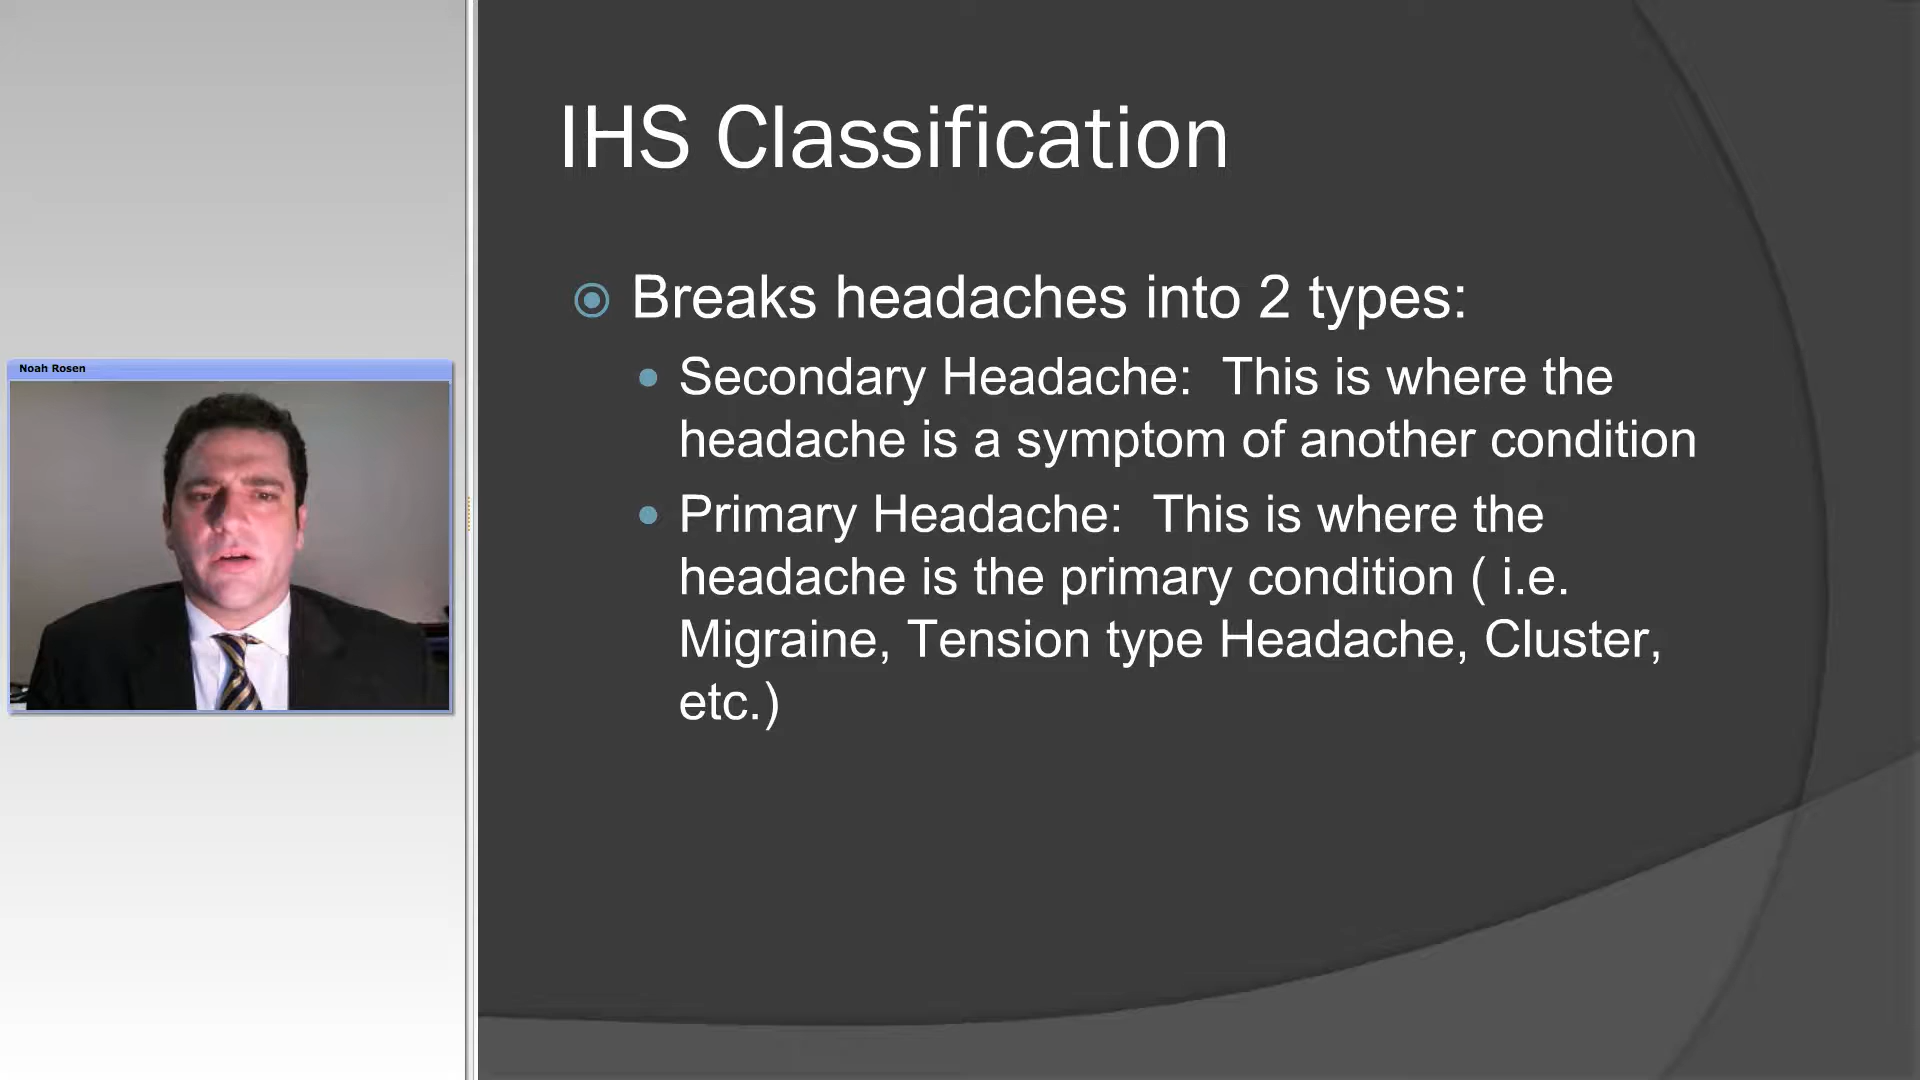 Noah Rosen
IHS Classification
Breaks headaches into 2 types:
Secondary Headache: This is where the
headache is a symptom of another condition
Primary Headache: This is where the
headache is the primary condition ( i.e.
Migraine, Tension type Headache, Cluster,
etc.)